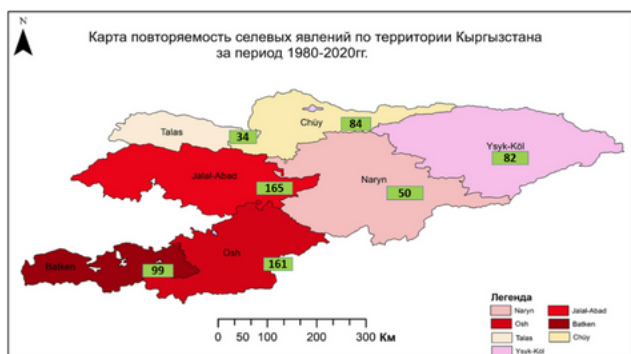 N
Карта повторяемость селевых явлений по территории Кыргызстана
за период 1980-2020гг.
Talas
34
Chüy
84
Ysyk-Köl
82
Jalal-Abad
165
Naryn
50
Osh
161
Batken
99
0 50 100 200 300 Км
Легенда
Naryn
Jalal-Abad
Osh
Batken
Talas
Chüy
Ysyk-Köl